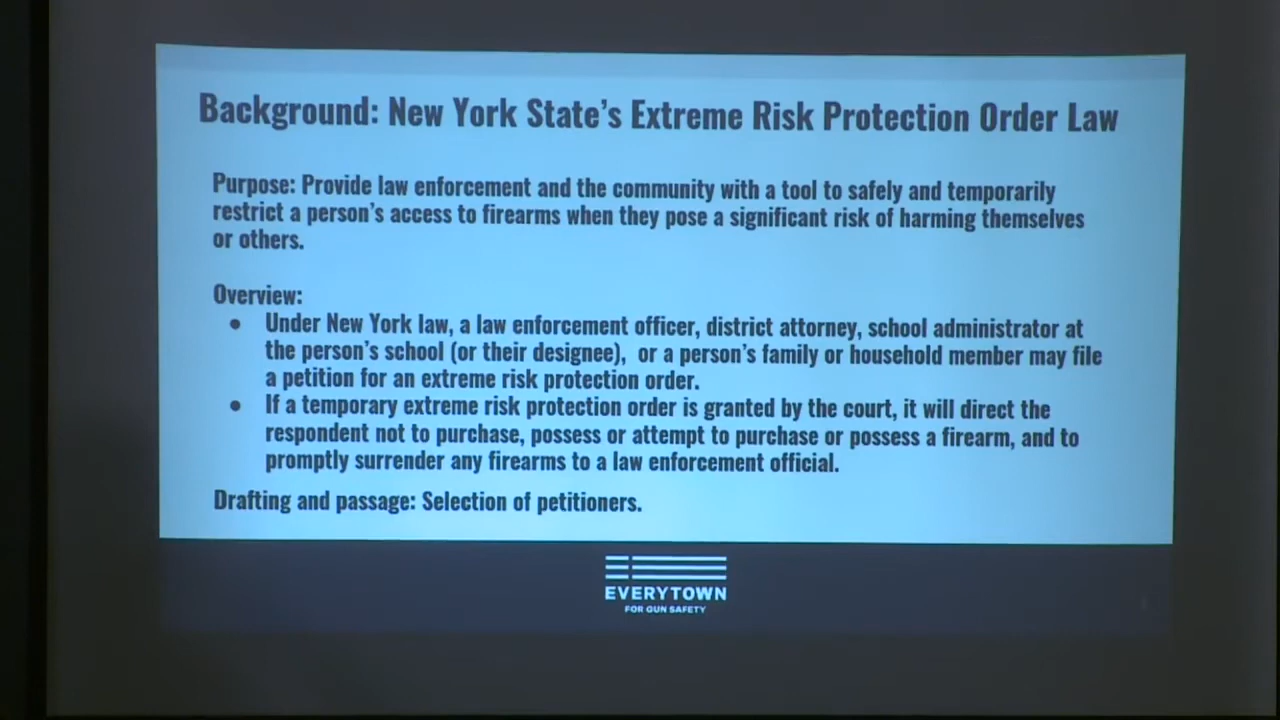 Background: New York State's Extreme Risk Protection Order Law
Purpose: Provide law enforcement and the community with a tool to safely and temporarily
restrict a person's access to firearms when they pose a significant risk of harming themselves
or others.
Overview:
● Under New York law, a law enforcement officer, district attorney, school administrator at
the person's school (or their designee), or a person's family or household member may file
a petition for an extreme risk protection order.
● If a temporary extreme risk protection order is granted by the court, it will direct the
respondent not to purchase, possess or attempt to purchase or possess a firearm, and to
promptly surrender any firearms to a law enforcement official.
Drafting and passage: Selection of petitioners.
EVERYTOWN
FOR GUN SAFETY